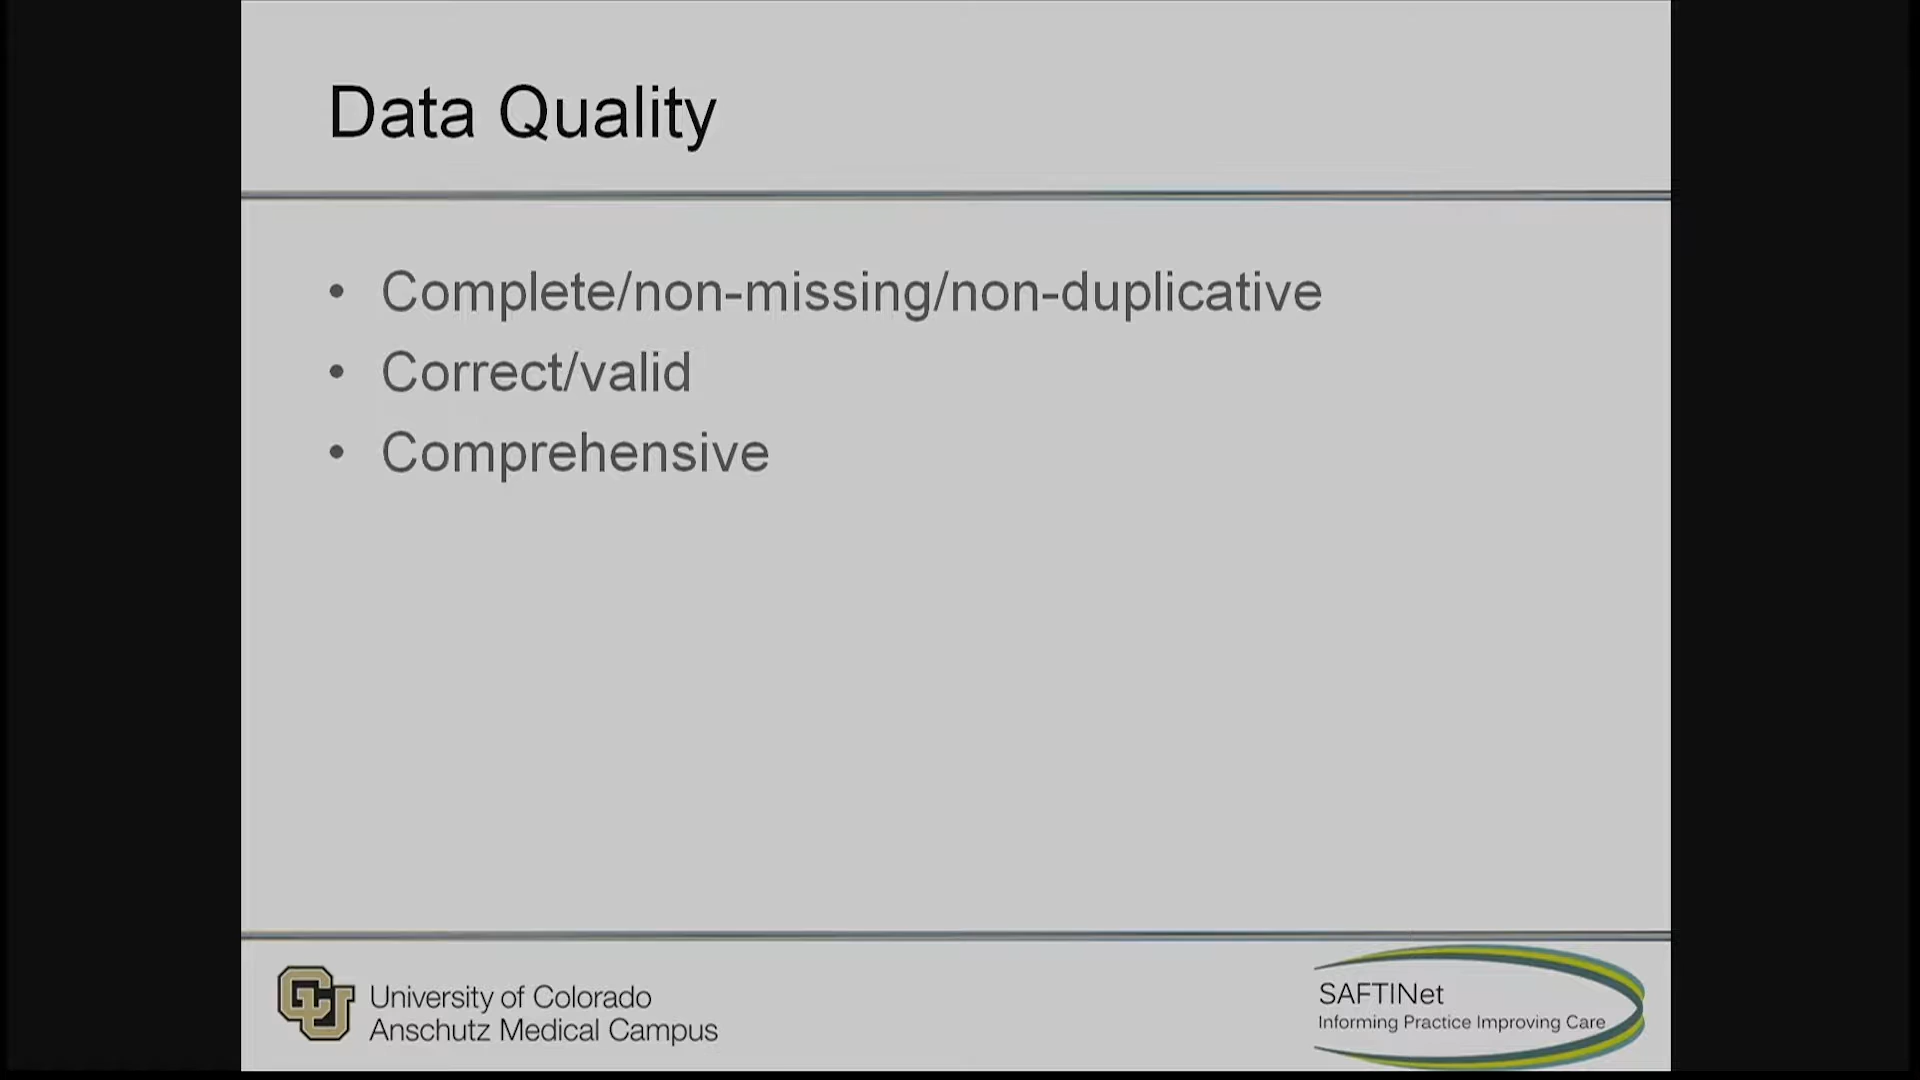 Data Quality
• Complete/non-missing/non-duplicative
• Correct/valid
• Comprehensive
University of Colorado
Anschutz Medical Campus
SAFTINet
Informing Practice Improving Care